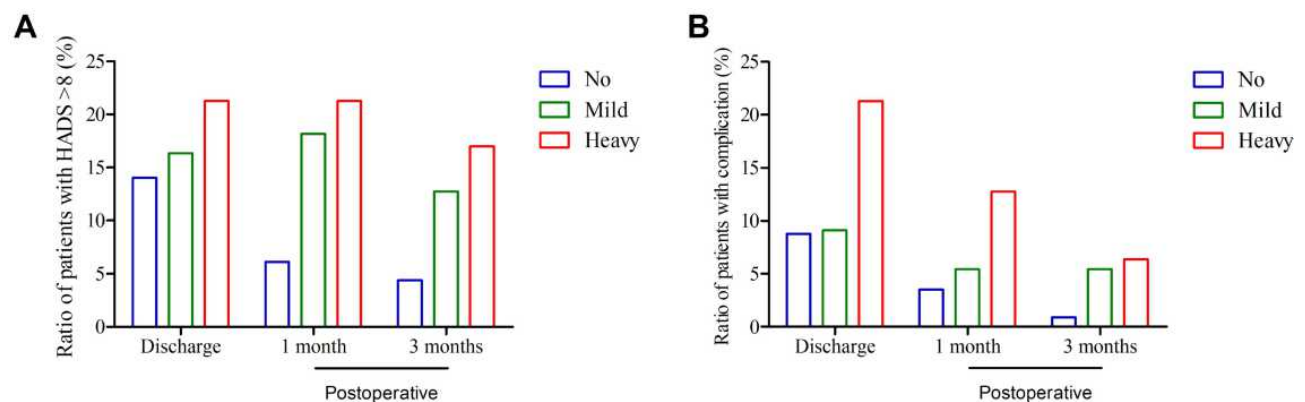 A
Ratio of patients with HADS >8 (%)
25
20
15
10
5
0
Discharge
1 month
3 months
Postoperative
No
Mild
Heavy
B
Ratio of patients with complication (%)
25
20
15
10
5
0
Discharge
1 month
3 months
Postoperative
No
Mild
Heavy